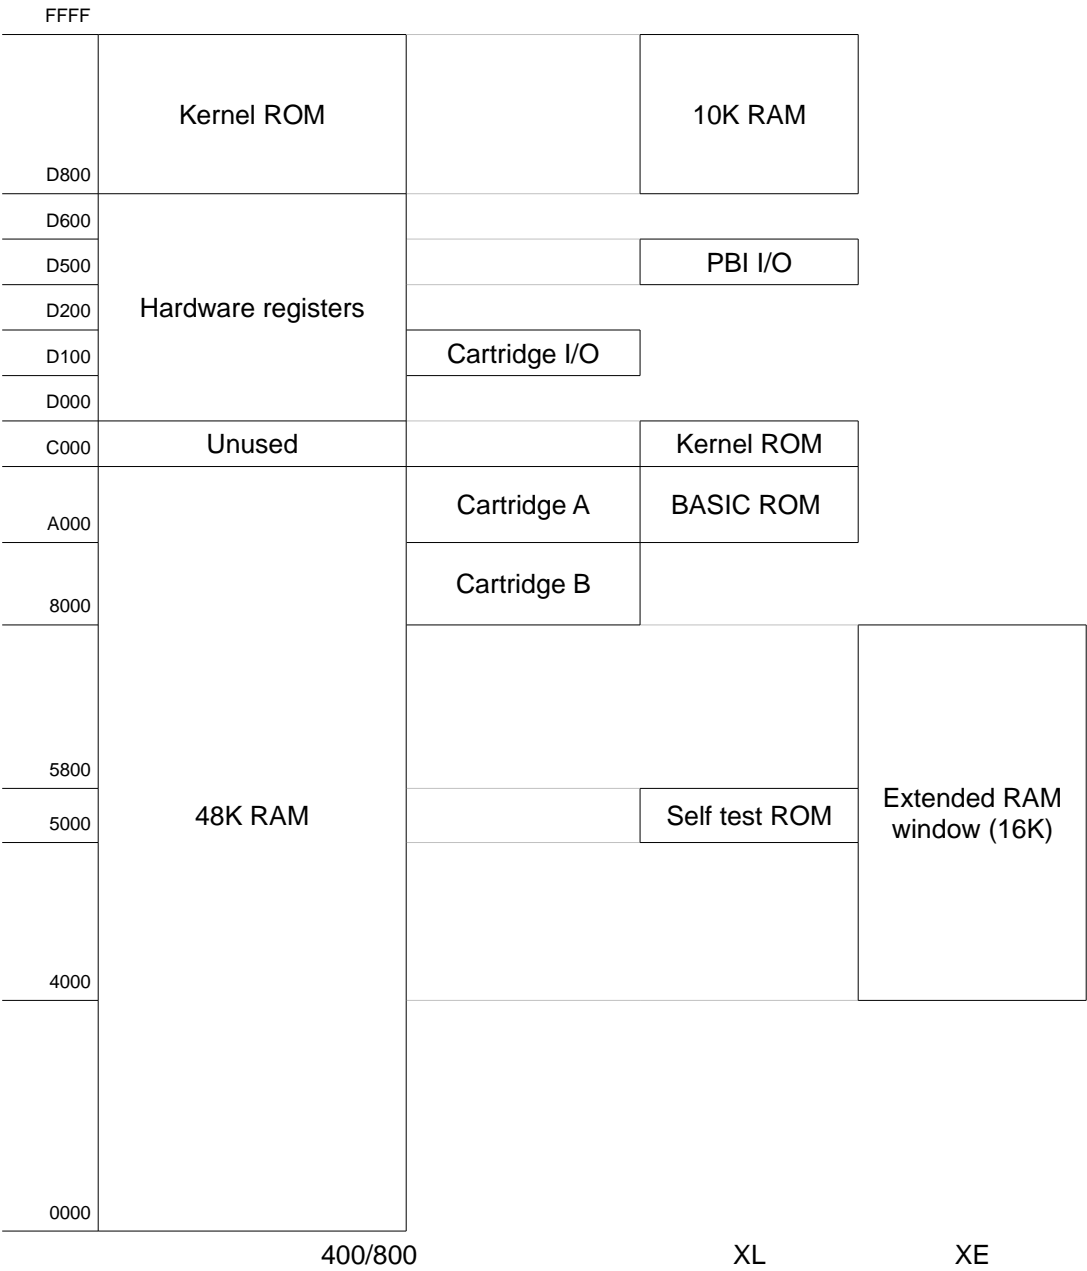 FFFF
Kernel ROM
10K RAM
D800
D600
D500
PBI I/O
D200
Hardware registers
D100
Cartridge I/O
D000
C000
Unused
Kernel ROM
Cartridge A
BASIC ROM
A000
Cartridge B
8000
5800
48K RAM
Self test ROM
Extended RAM
window (16K)
5000
4000
0000
400/800
XL
XE